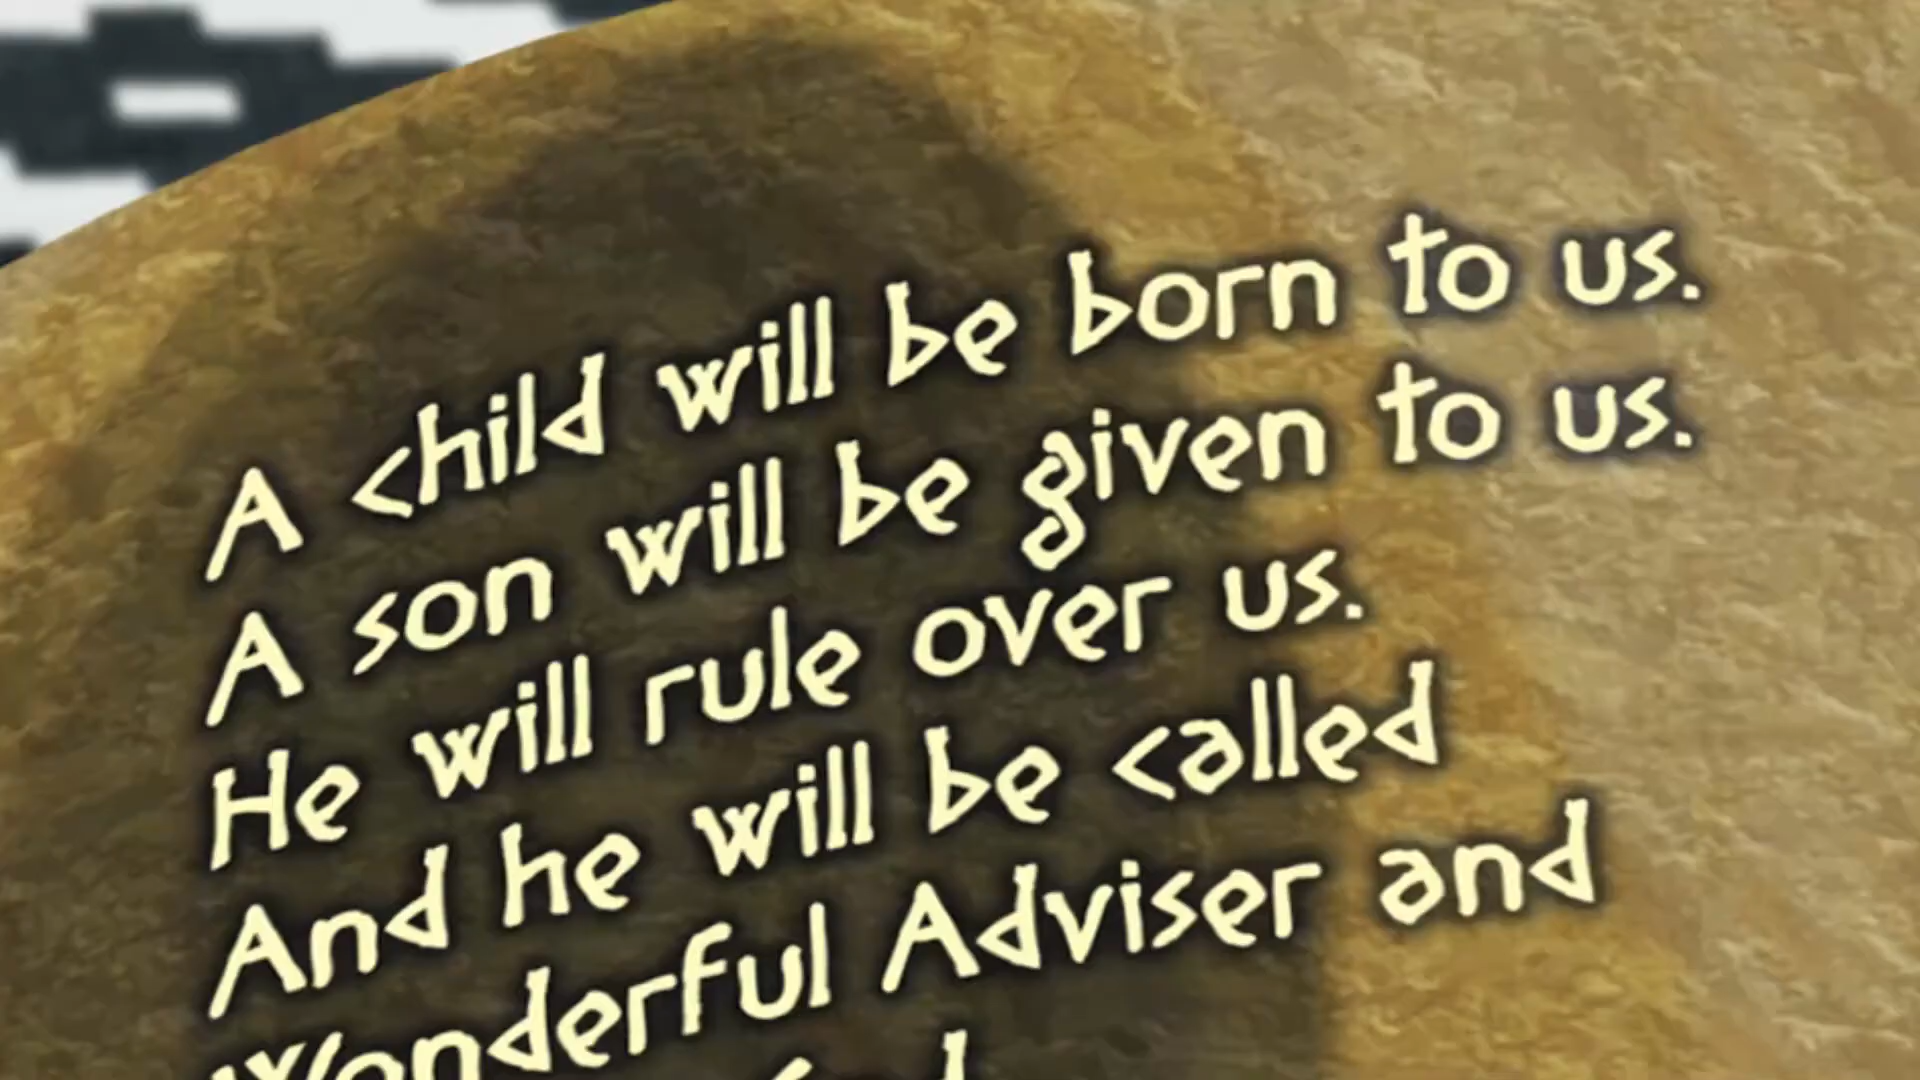 A child will be born to us.
A son will be given to us.
He will rule over us.
And he will be called
Wonderful Adviser and
God